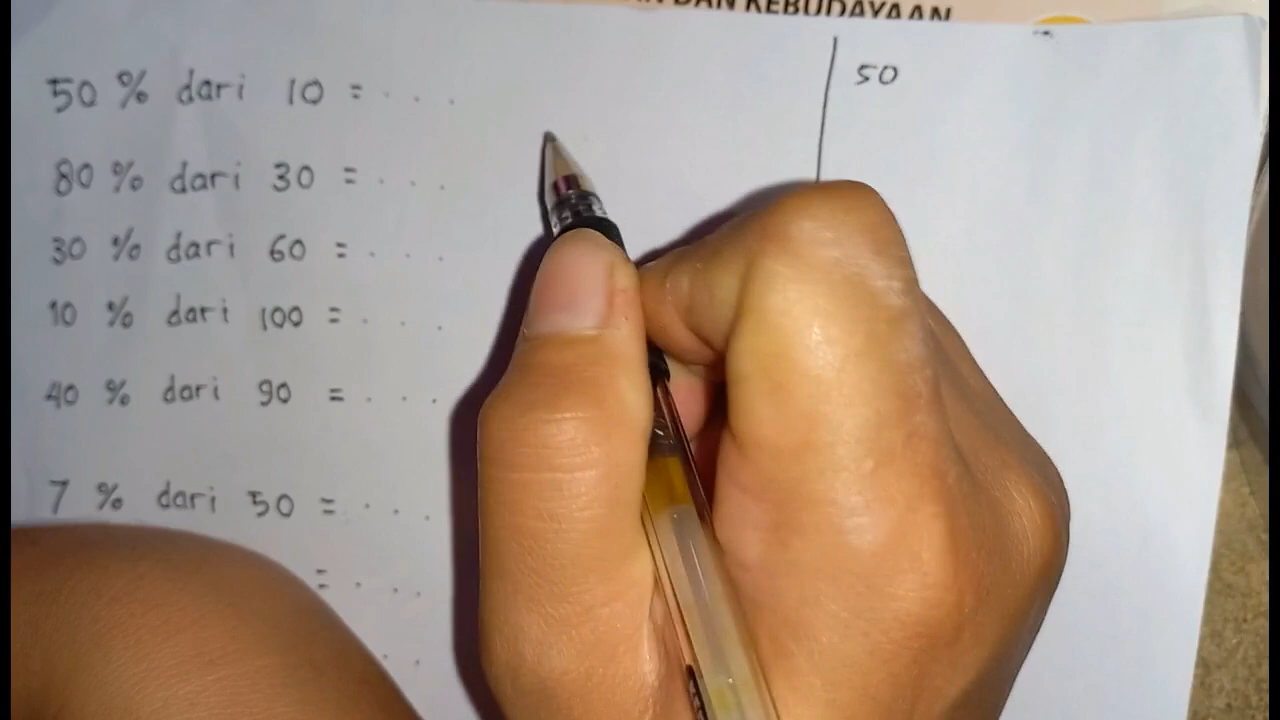 DAN KEBUDAYAAN
50 % dari 10 = . . . .
80 % dari 30 = . . .
30 % dari 60 = . . .
10 % dari 100 = . . .
40 % dari 90 = . . . .
7 % dari 50 = . . . .
= . . .
. .
50